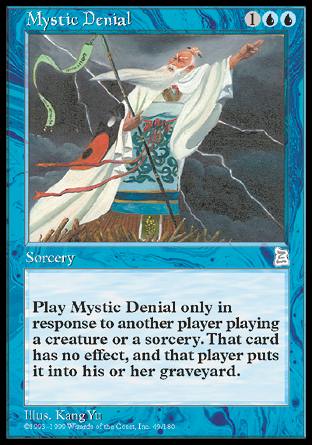 Mystic Denial 1
Sorcery
Play Mystic Denial only in
response to another player playing
a creature or a sorcery. That card
has no effect, and that player puts
it into his or her graveyard.
Illus. Kang Yu
©1993-1999 Wizards of the Coast, Inc. 49/180